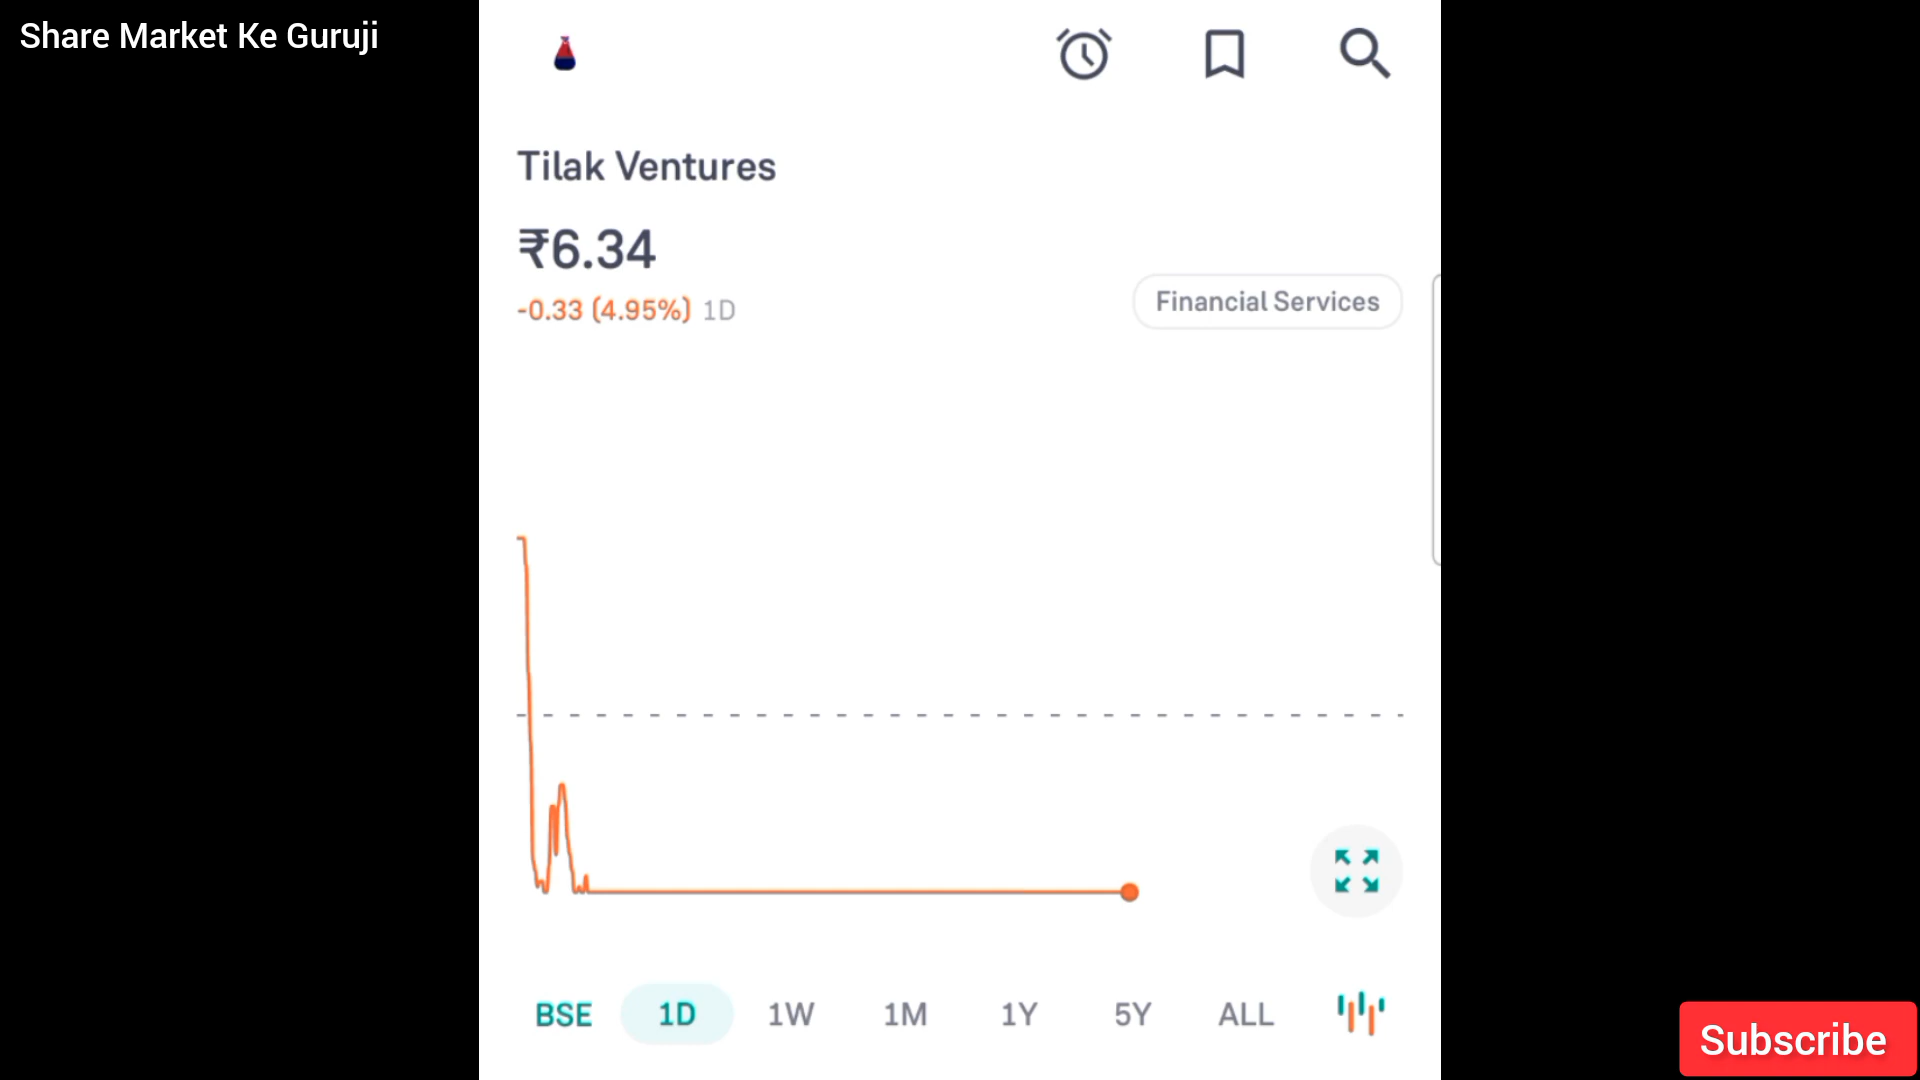 Share Market Ke Guruji
Tilak Ventures
₹6.34
-0.33 (4.95%) 1D
Financial Services
BSE 1D 1W 1M 1Y 5Y ALL
Subscribe